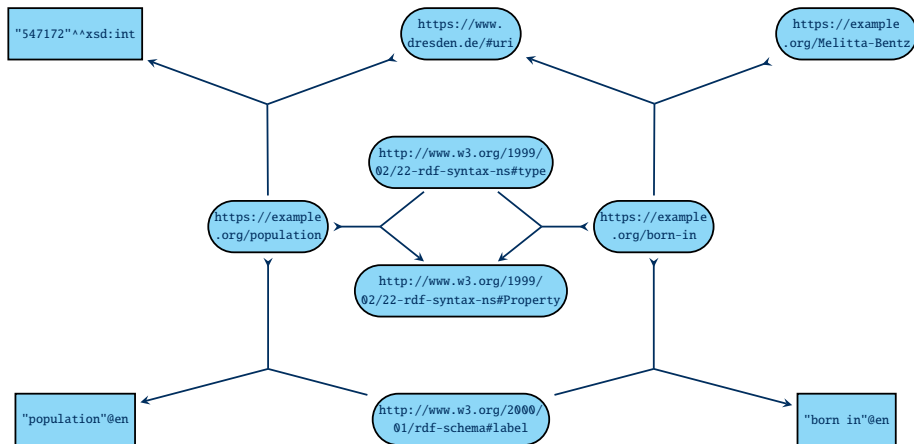 "547172"^^xsd:int
https://www.
dresden.de/#uri
https://example
.org/Melitta-Bentz
http://www.w3.org/1999/
02/22-rdf-syntax-ns#type
https://example
.org/population
https://example
.org/born-in
http://www.w3.org/1999/
02/22-rdf-syntax-ns#Property
"population"@en
http://www.w3.org/2000/
01/rdf-schema#label
"born in"@en